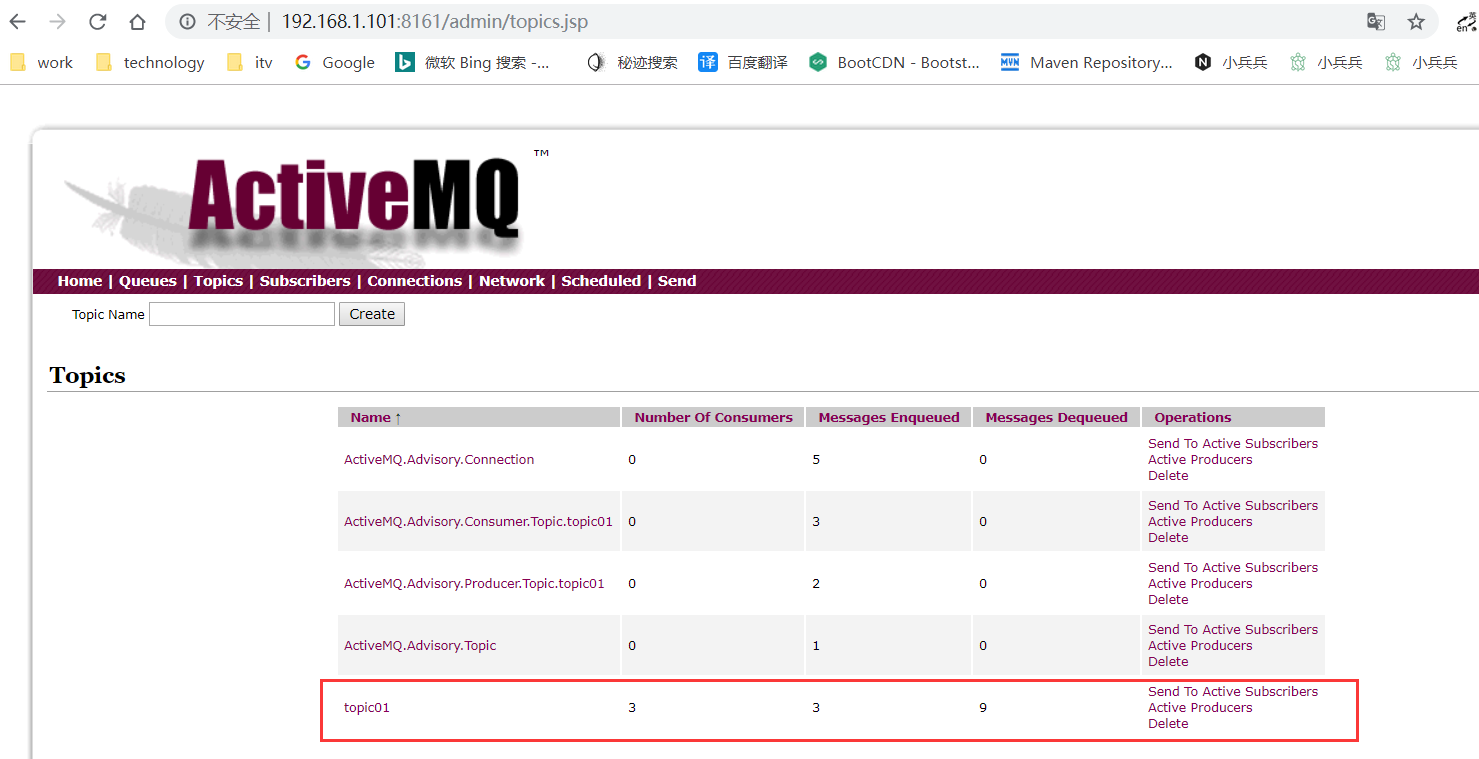 不安全 | 192.168.1.101:8161/admin/topics.jsp
work technology itv Google 微软 Bing 搜索 -... 秘迹搜索 译 百度翻译 BootCDN - Bootst... MVN Maven Repository... N 小兵兵 小兵兵 小兵兵
ActiveMQ™
Home | Queues | Topics | Subscribers | Connections | Network | Scheduled | Send
Topic Name Create
Topics
Name ↑ Number Of Consumers Messages Enqueued Messages Dequeued Operations
ActiveMQ.Advisory.Connection 0 5 0 Send To Active Subscribers
Active Producers
Delete
ActiveMQ.Advisory.Consumer.Topic.topic01 0 3 0 Send To Active Subscribers
Active Producers
Delete
ActiveMQ.Advisory.Producer.Topic.topic01 0 2 0 Send To Active Subscribers
Active Producers
Delete
ActiveMQ.Advisory.Topic 0 1 0 Send To Active Subscribers
Active Producers
Delete
topic01 3 3 9 Send To Active Subscribers
Active Producers
Delete